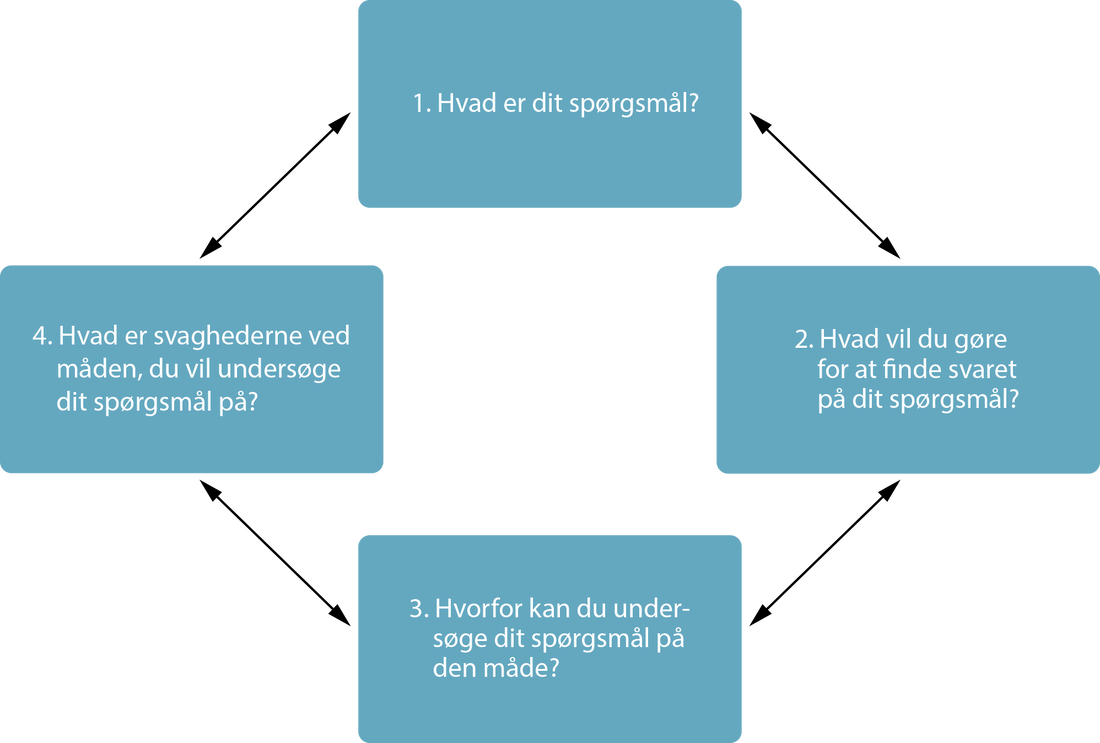 1. Hvad er dit spørgsmål?
2. Hvad vil du gøre
for at finde svaret
på dit spørgsmål?
3. Hvorfor kan du under-
søge dit spørgsmål på
den måde?
4. Hvad er svaghederne ved
måden, du vil undersøge
dit spørgsmål på?